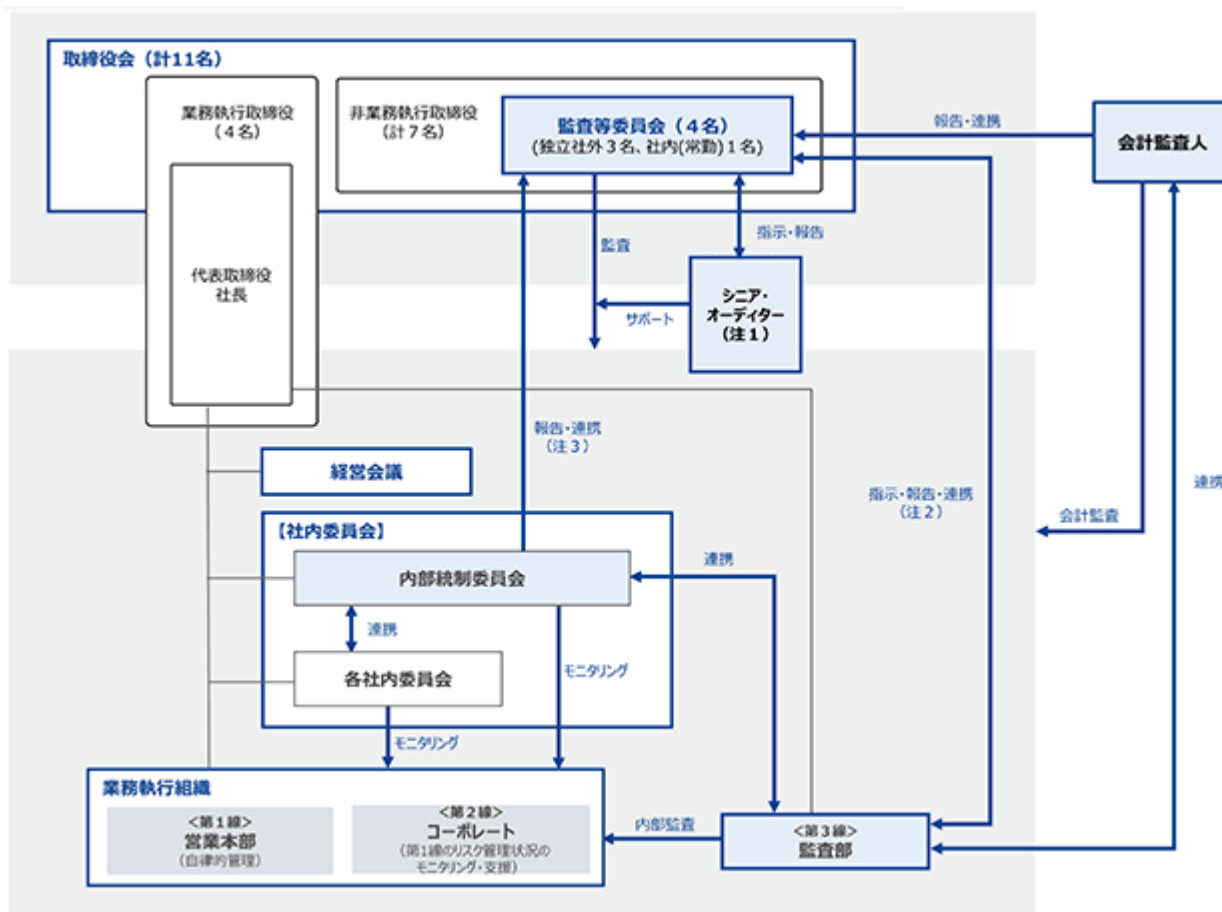 取締役会（計11名）
業務執行取締役
（４名）
代表取締役
社長
非業務執行取締役
（計７名）
監査等委員会（４名）
(独立社外３名、社内(常勤)１名)
報告・連携
会計監査人
監査
指示・報告
シニア・
オーディター
（注１）
サポート
報告・連携
（注３）
経営会議
指示・報告・連携
（注２）
連携
会計監査
【社内委員会】
内部統制委員会
連携
連携
各社内委員会
モニタリング
モニタリング
業務執行組織
＜第１線＞
営業本部
（自律的管理）
＜第２線＞
コーポレート
（第1線のリスク管理状況の
モニタリング・支援）
内部監査
＜第３線＞
監査部